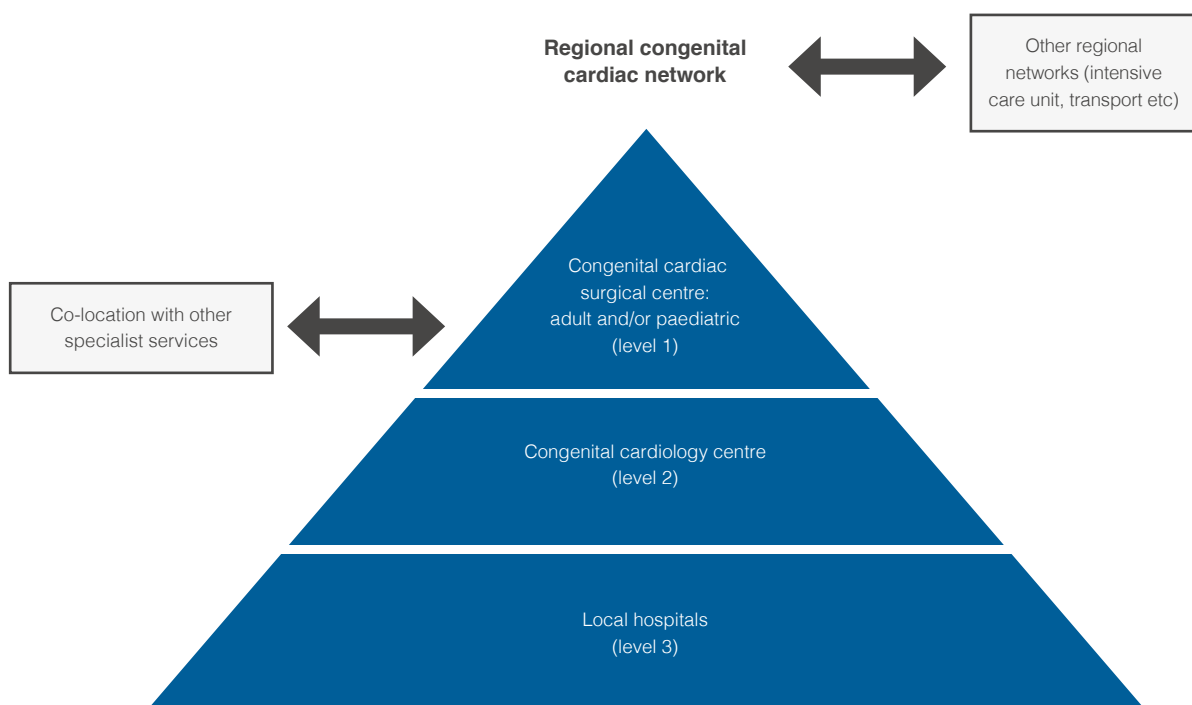 Regional congenital
cardiac network
Other regional
networks (intensive
care unit, transport etc)
Congenital cardiac
surgical centre:
adult and/or paediatric
(level 1)
Co-location with other
specialist services
Congenital cardiology centre
(level 2)
Local hospitals
(level 3)